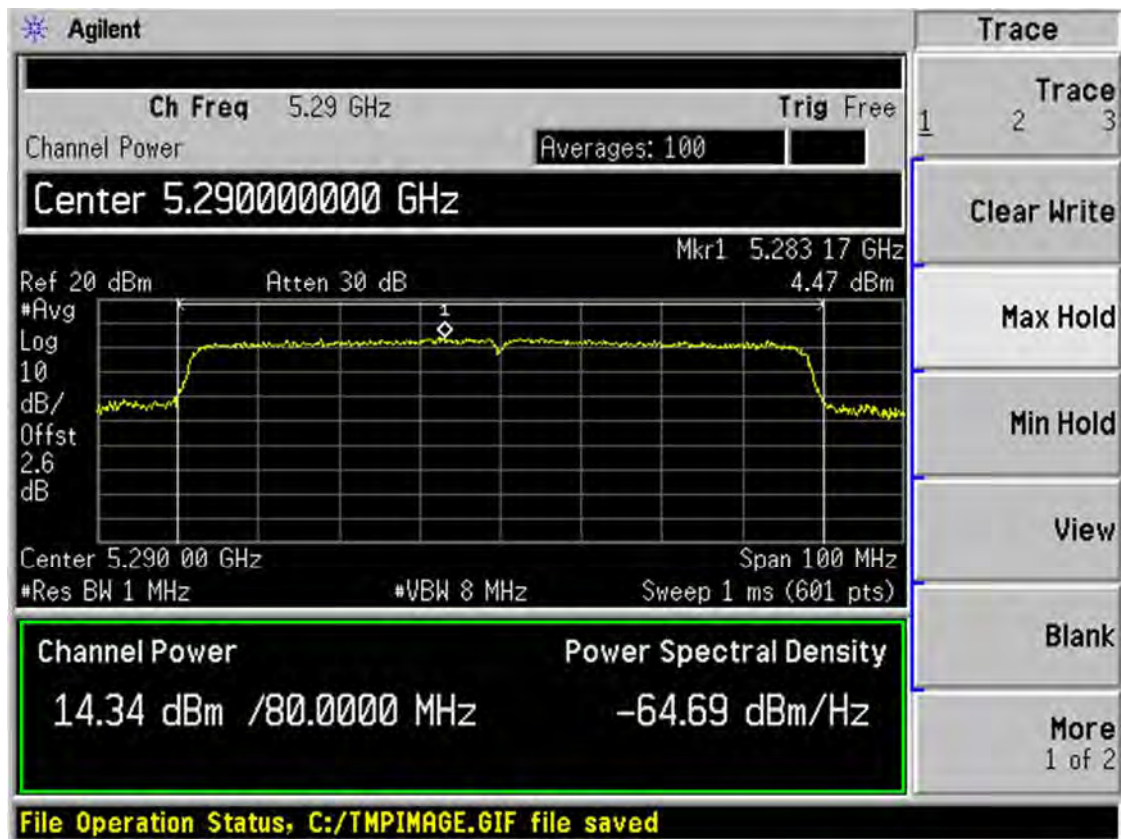 Agilent
Trace
Ch Freq 5.29 GHz Trig Free
Channel Power Averages: 100
Center 5.290000000 GHz
Mkr1 5.283 17 GHz
Ref 20 dBm Atten 30 dB 4.47 dBm
#Avg
Log
10
dB/
Offst
2.6
dB
1
Center 5.290 00 GHz Span 100 MHz
#Res BW 1 MHz #VBW 8 MHz Sweep 1 ms (601 pts)
Channel Power Power Spectral Density
14.34 dBm /80.0000 MHz -64.69 dBm/Hz
File Operation Status, C:/TMPIMAGE.GIF file saved
Trace
1 2 3
Clear Write
Max Hold
Min Hold
View
Blank
More
1 of 2